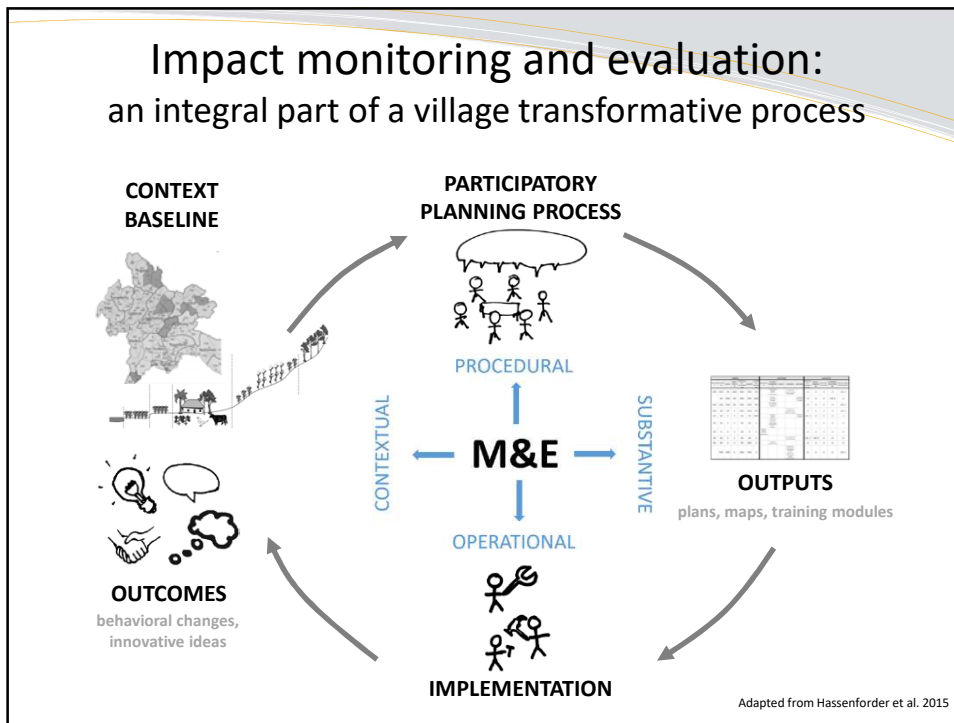 Impact monitoring and evaluation:
an integral part of a village transformative process
CONTEXT
BASELINE
PARTICIPATORY
PLANNING PROCESS
PROCEDURAL
CONTEXTUAL
M&E
SUBSTANTIVE
OPERATIONAL
OUTPUTS
plans, maps, training modules
OUTCOMES
behavioral changes,
innovative ideas
IMPLEMENTATION
Adapted from Hassenforder et al. 2015